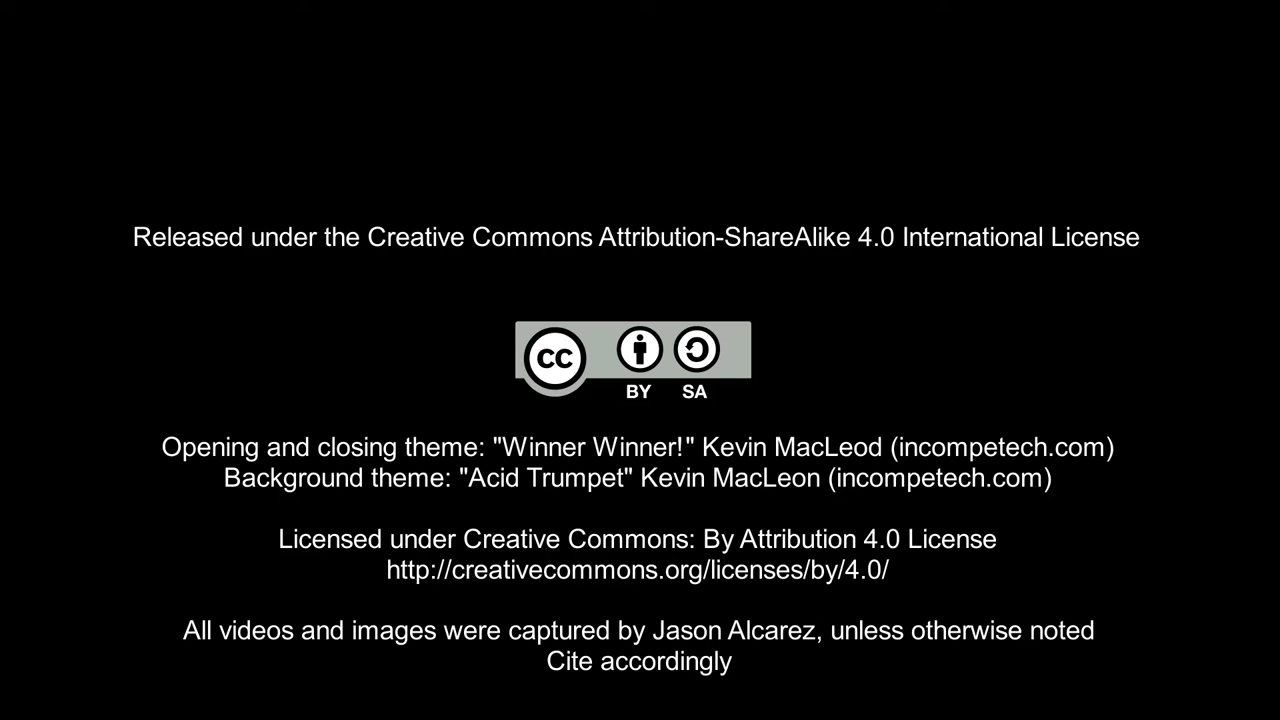 Released under the Creative Commons Attribution-ShareAlike 4.0 International License
CC
BY SA
Opening and closing theme: "Winner Winner!" Kevin MacLeod (incompetech.com)
Background theme: "Acid Trumpet" Kevin MacLeon (incompetech.com)
Licensed under Creative Commons: By Attribution 4.0 License
http://creativecommons.org/licenses/by/4.0/
All videos and images were captured by Jason Alcarez, unless otherwise noted
Cite accordingly